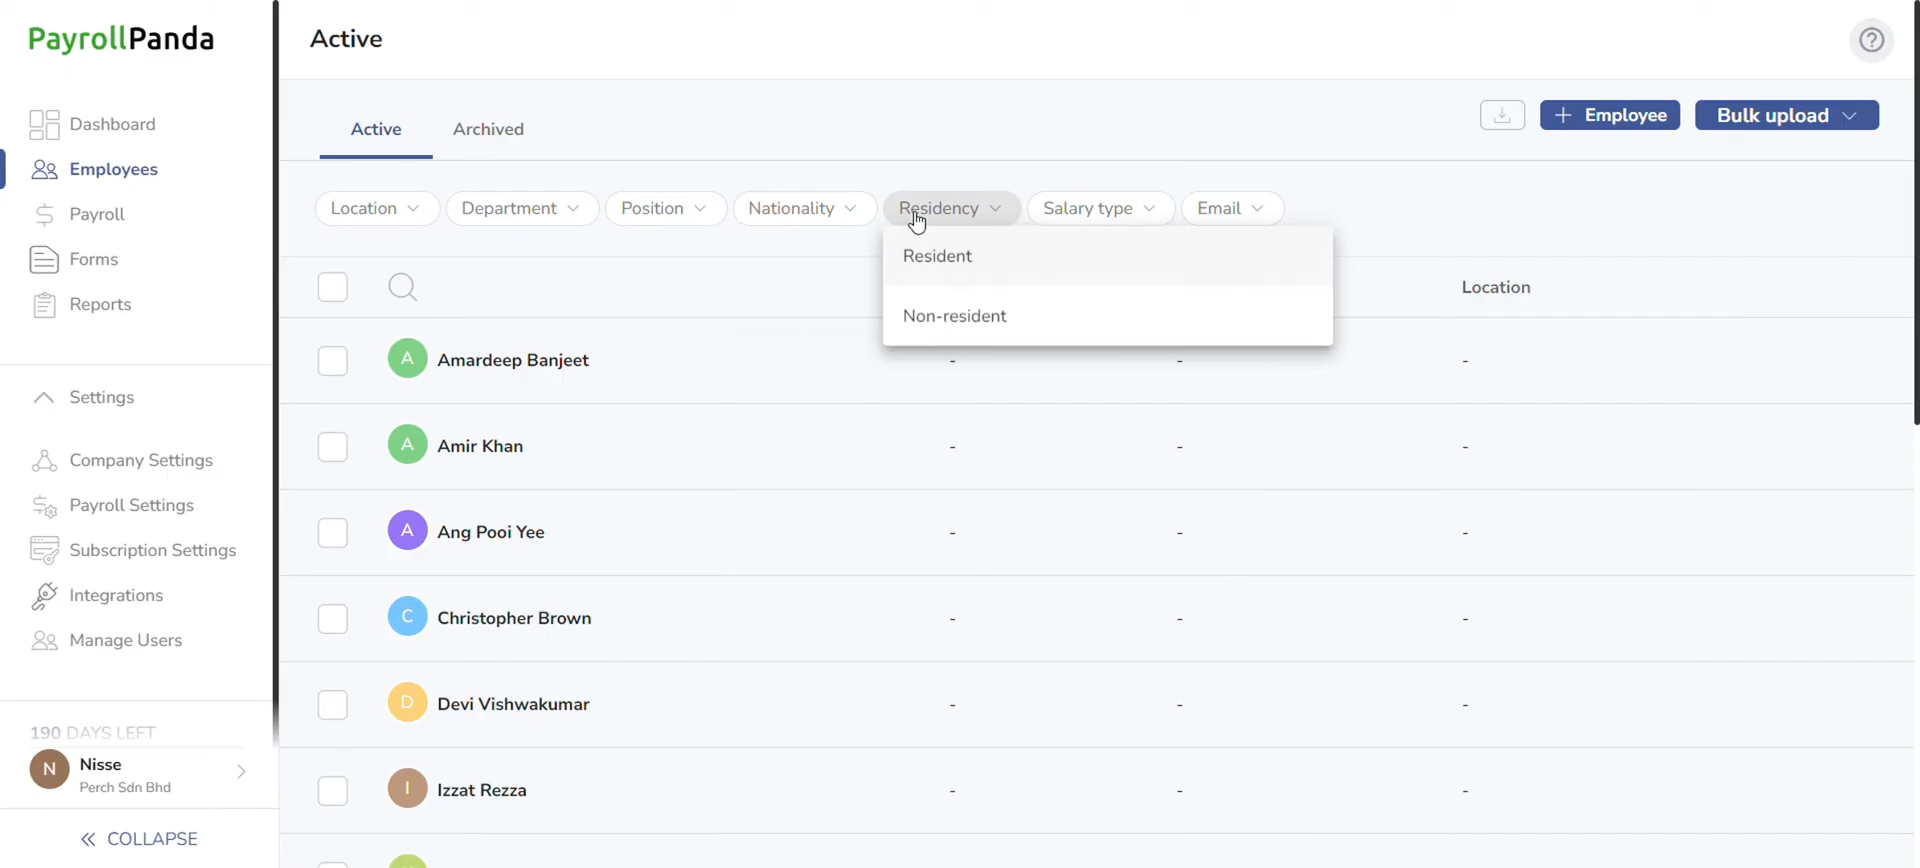 PayrollPanda
Active
Dashboard
Employees
Payroll
Forms
Reports
Settings
Company Settings
Payroll Settings
Subscription Settings
Integrations
Manage Users
190 DAYS LEFT
N
Nisse
Perch Sdn Bhd
COLLAPSE
Active Archived
+ Employee Bulk upload
Location Department Position Nationality Residency Salary type Email
Resident
Non-resident
Location
A Amardeep Banjeet - - -
A Amir Khan - - -
A Ang Pooi Yee - - -
C Christopher Brown - - -
D Devi Vishwakumar - - -
I Izzat Rezza - - -